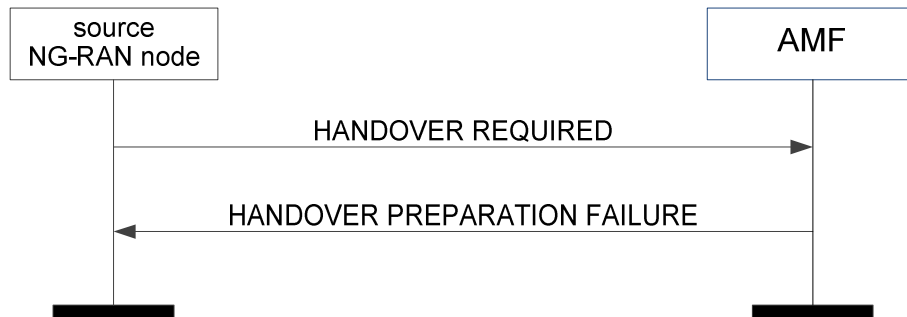 source
NG-RAN node
AMF
HANDOVER REQUIRED
HANDOVER PREPARATION FAILURE